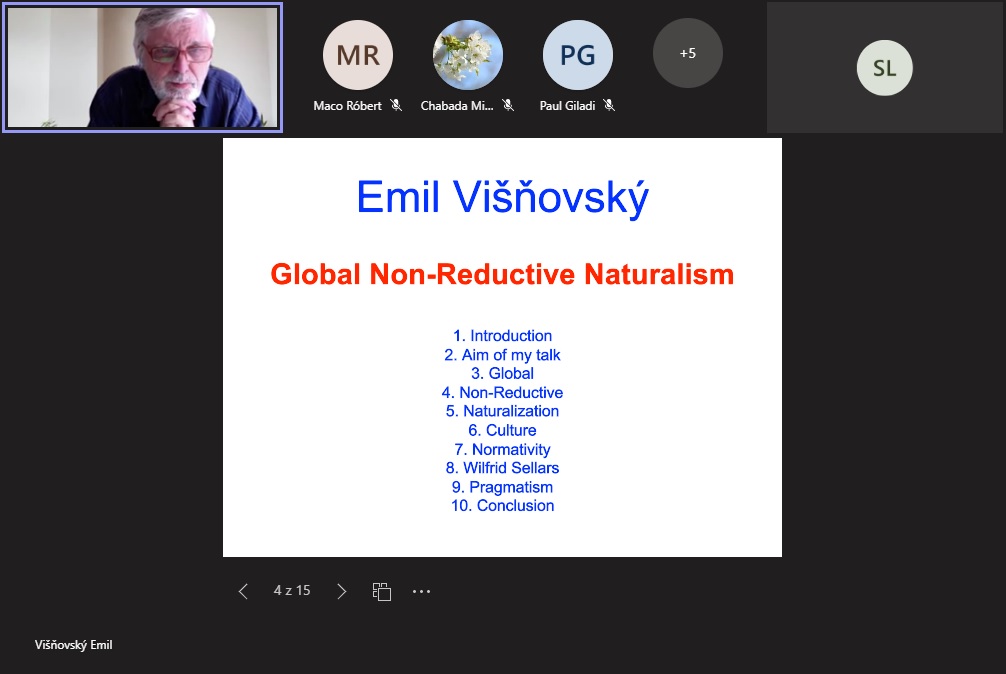 MR
PG
+5
SL
Maco Róbert
Chabada Mi...
Paul Giladi
Emil Višňovský
Global Non-Reductive Naturalism
1. Introduction
2. Aim of my talk
3. Global
4. Non-Reductive
5. Naturalization
6. Culture
7. Normativity
8. Wilfrid Sellars
9. Pragmatism
10. Conclusion
4 z 15
Višňovský Emil